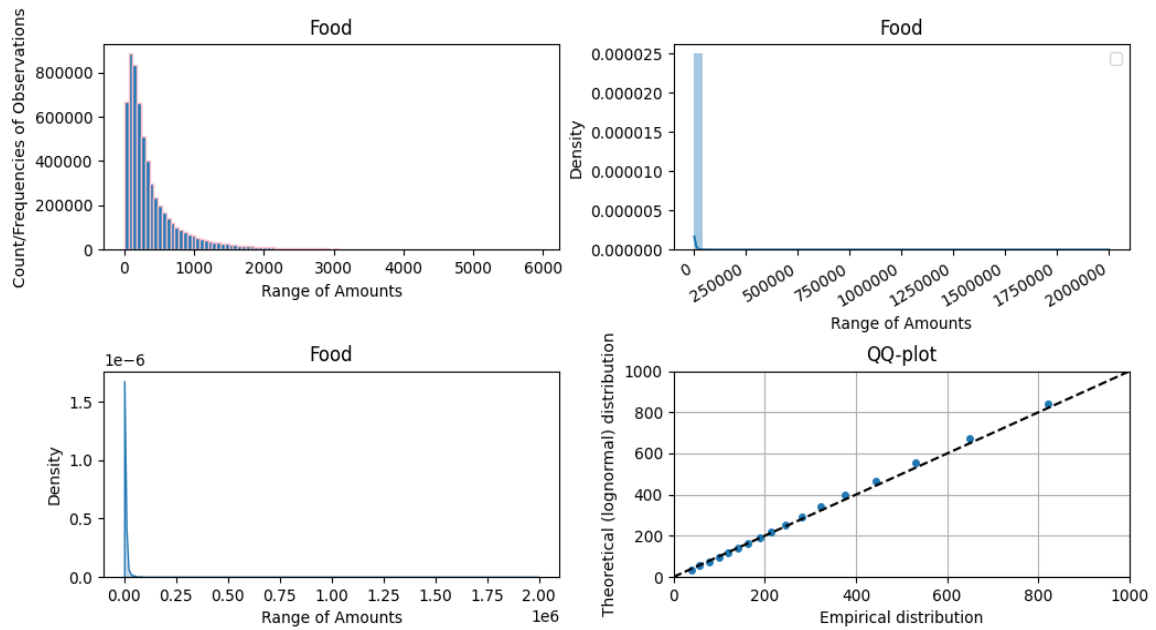 Food
Count/Frequencies of Observations
800000
600000
400000
200000
0
0 1000 2000 3000 4000 5000 6000
Range of Amounts
Food
Density
0.000025
0.000020
0.000015
0.000010
0.000005
0.000000
0 250000 500000 750000 1000000 1250000 1500000 1750000 2000000
Range of Amounts
Food
1e−6
Density
1.5
1.0
0.5
0.0
0.00 0.25 0.50 0.75 1.00 1.25 1.50 1.75 2.00
1e6
Range of Amounts
QQ-plot
Theoretical (lognormal) distribution
1000
800
600
400
200
0
0 200 400 600 800 1000
Empirical distribution